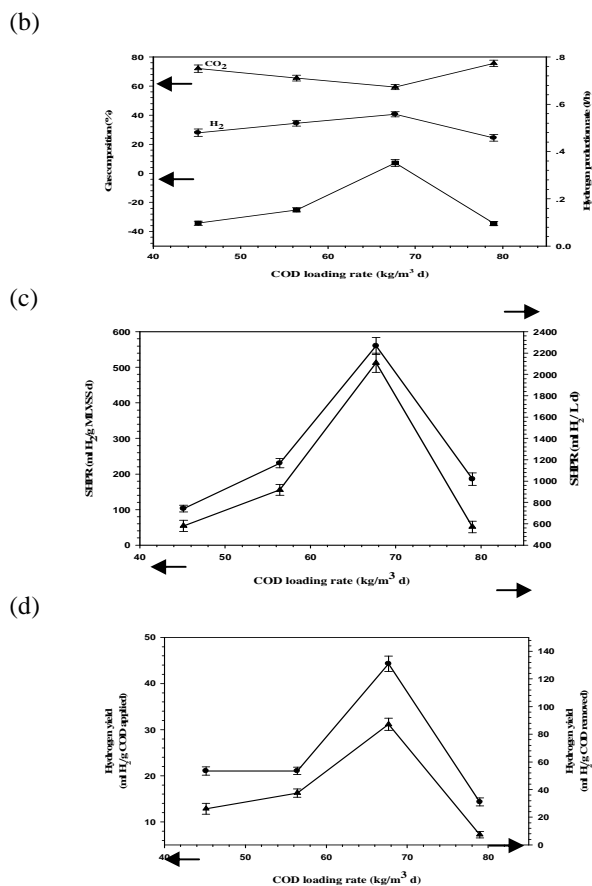 (b)
80
60
40
20
0
-20
-40
Gas composition (%)
CO2
H2
.8
.6
.4
.2
0.0
Hydrogen production rate (l/h)
40 50 60 70 80
COD loading rate (kg/m3 d)
(c)
600
500
400
300
200
100
0
SHPR (ml H2/g MLVSS d)
2400
2200
2000
1800
1600
1400
1200
1000
800
600
400
SHPR (ml H2/ L d)
40 50 60 70 80
COD loading rate (kg/m3 d)
(d)
50
40
30
20
10
Hydrogen yield
(ml H2/g COD applied)
140
120
100
80
60
40
20
0
Hydrogen yield
(ml H2/g COD removed)
40 50 60 70 80
COD loading rate (kg/m3 d)